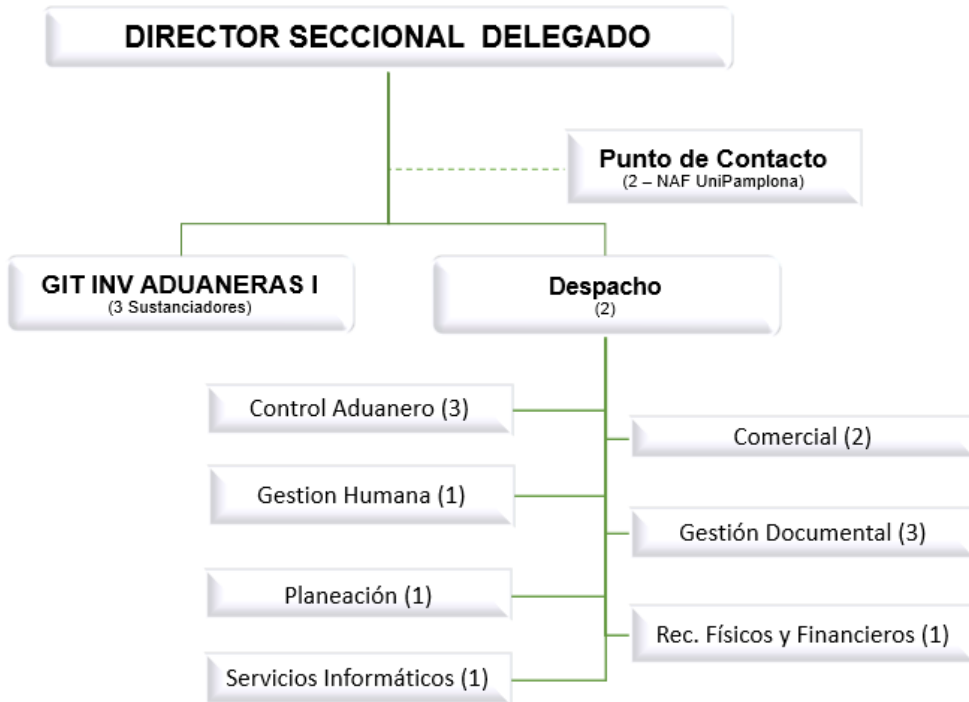 DIRECTOR SECCIONAL DELEGADO
Punto de Contacto
(2 – NAF UniPamplona)
GIT INV ADUANERAS I
(3 Sustanciadores)
Despacho
(2)
Control Aduanero (3)
Comercial (2)
Gestion Humana (1)
Gestión Documental (3)
Planeación (1)
Rec. Físicos y Financieros (1)
Servicios Informáticos (1)